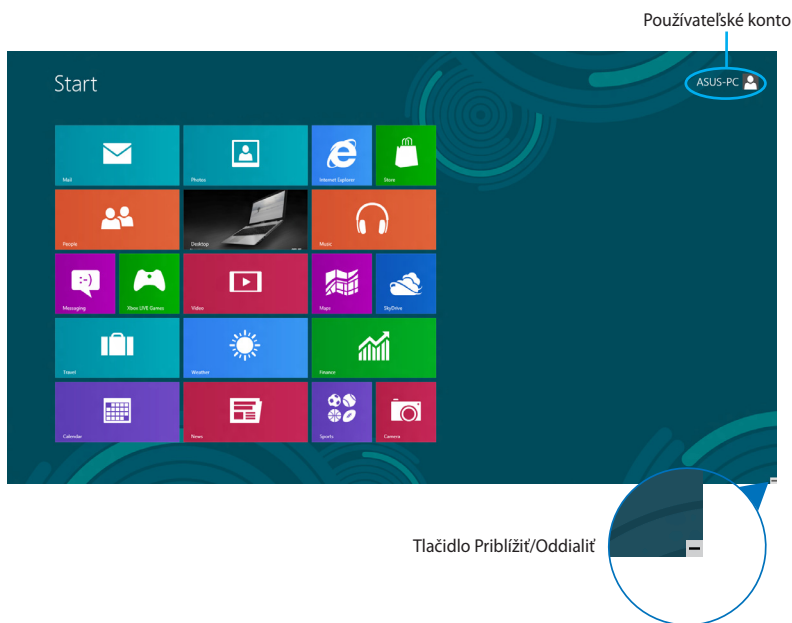 Používateľské konto
Start
ASUS-PC
Mail
Photos
Internet Explorer
Store
People
Desktop
Music
Messaging
Xbox LIVE Games
Video
Maps
SkyDrive
Travel
Weather
Finance
Calendar
News
Sports
Camera
Tlačidlo Priblížiť/Oddialiť